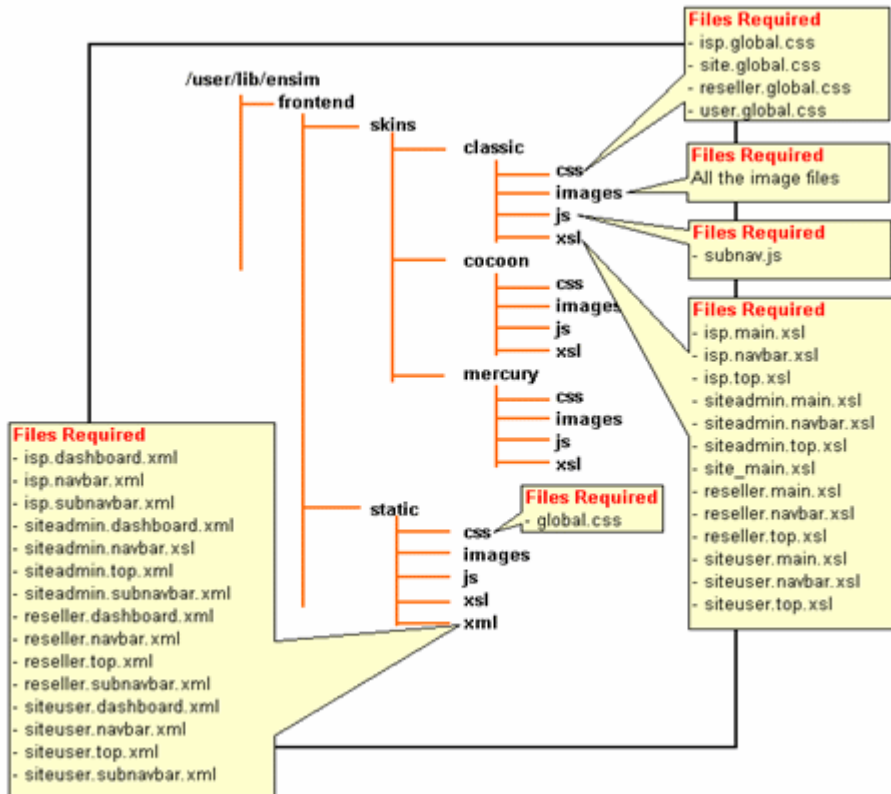 /user/lib/ensim
frontend
skins
classic
css
images
js
xsl
cocoon
css
images
js
xsl
mercury
css
images
js
xsl
static
css
images
js
xsl
xml
Files Required
- isp.global.css
- site.global.css
- reseller.global.css
- user.global.css
Files Required
All the image files
Files Required
- subnav.js
Files Required
- isp.main.xsl
- isp.navbar.xsl
- isp.top.xsl
- siteadmin.main.xsl
- siteadmin.navbar.xsl
- siteadmin.top.xsl
- site_main.xsl
- reseller.main.xsl
- reseller.navbar.xsl
- reseller.top.xsl
- siteuser.main.xsl
- siteuser.navbar.xsl
- siteuser.top.xsl
Files Required
- global.css
Files Required
- isp.dashboard.xml
- isp.navbar.xml
- isp.subnavbar.xml
- siteadmin.dashboard.xml
- siteadmin.navbar.xsl
- siteadmin.top.xml
- siteadmin.subnavbar.xml
- reseller.dashboard.xml
- reseller.navbar.xml
- reseller.top.xml
- reseller.subnavbar.xml
- siteuser.dashboard.xml
- siteuser.navbar.xml
- siteuser.top.xml
- siteuser.subnavbar.xml